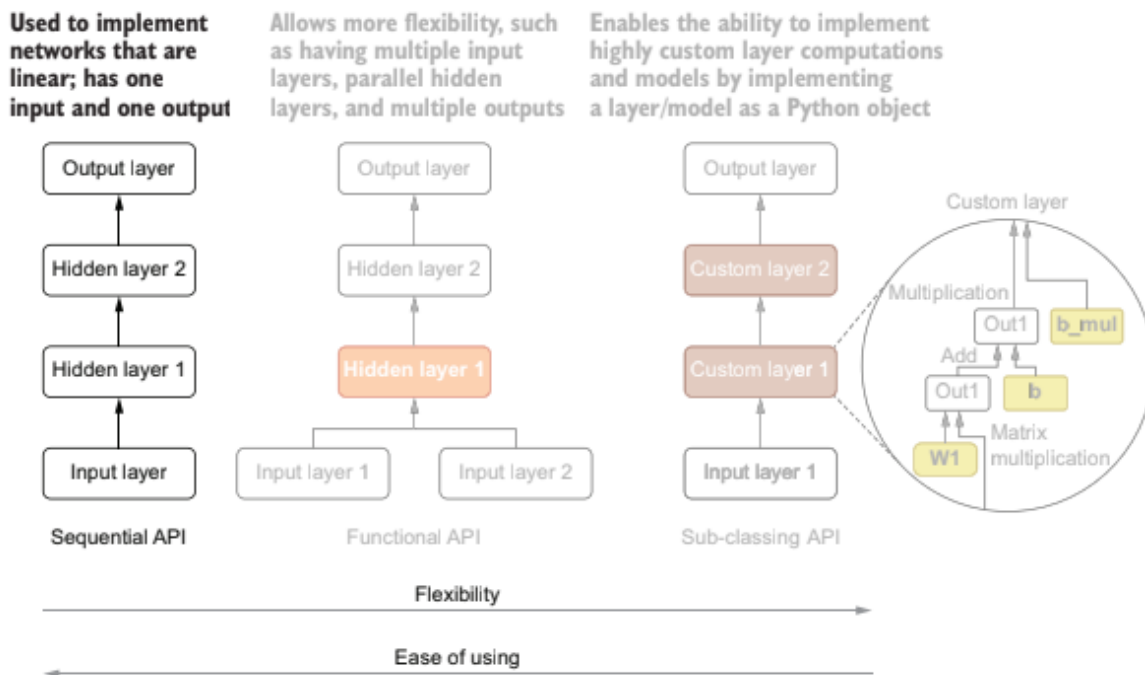 Used to implement
networks that are
linear; has one
input and one output
Allows more flexibility, such
as having multiple input
layers, parallel hidden
layers, and multiple outputs
Enables the ability to implement
highly custom layer computations
and models by implementing
a layer/model as a Python object
Output layer
Hidden layer 2
Hidden layer 1
Input layer
Sequential API
Output layer
Hidden layer 2
Hidden layer 1
Input layer 1
Input layer 2
Functional API
Output layer
Custom layer 2
Custom layer 1
Input layer 1
Sub-classing API
Custom layer
Multiplication
Out1
b_mul
Add
Out1
b
W1
Matrix
multiplication
Flexibility
Ease of using